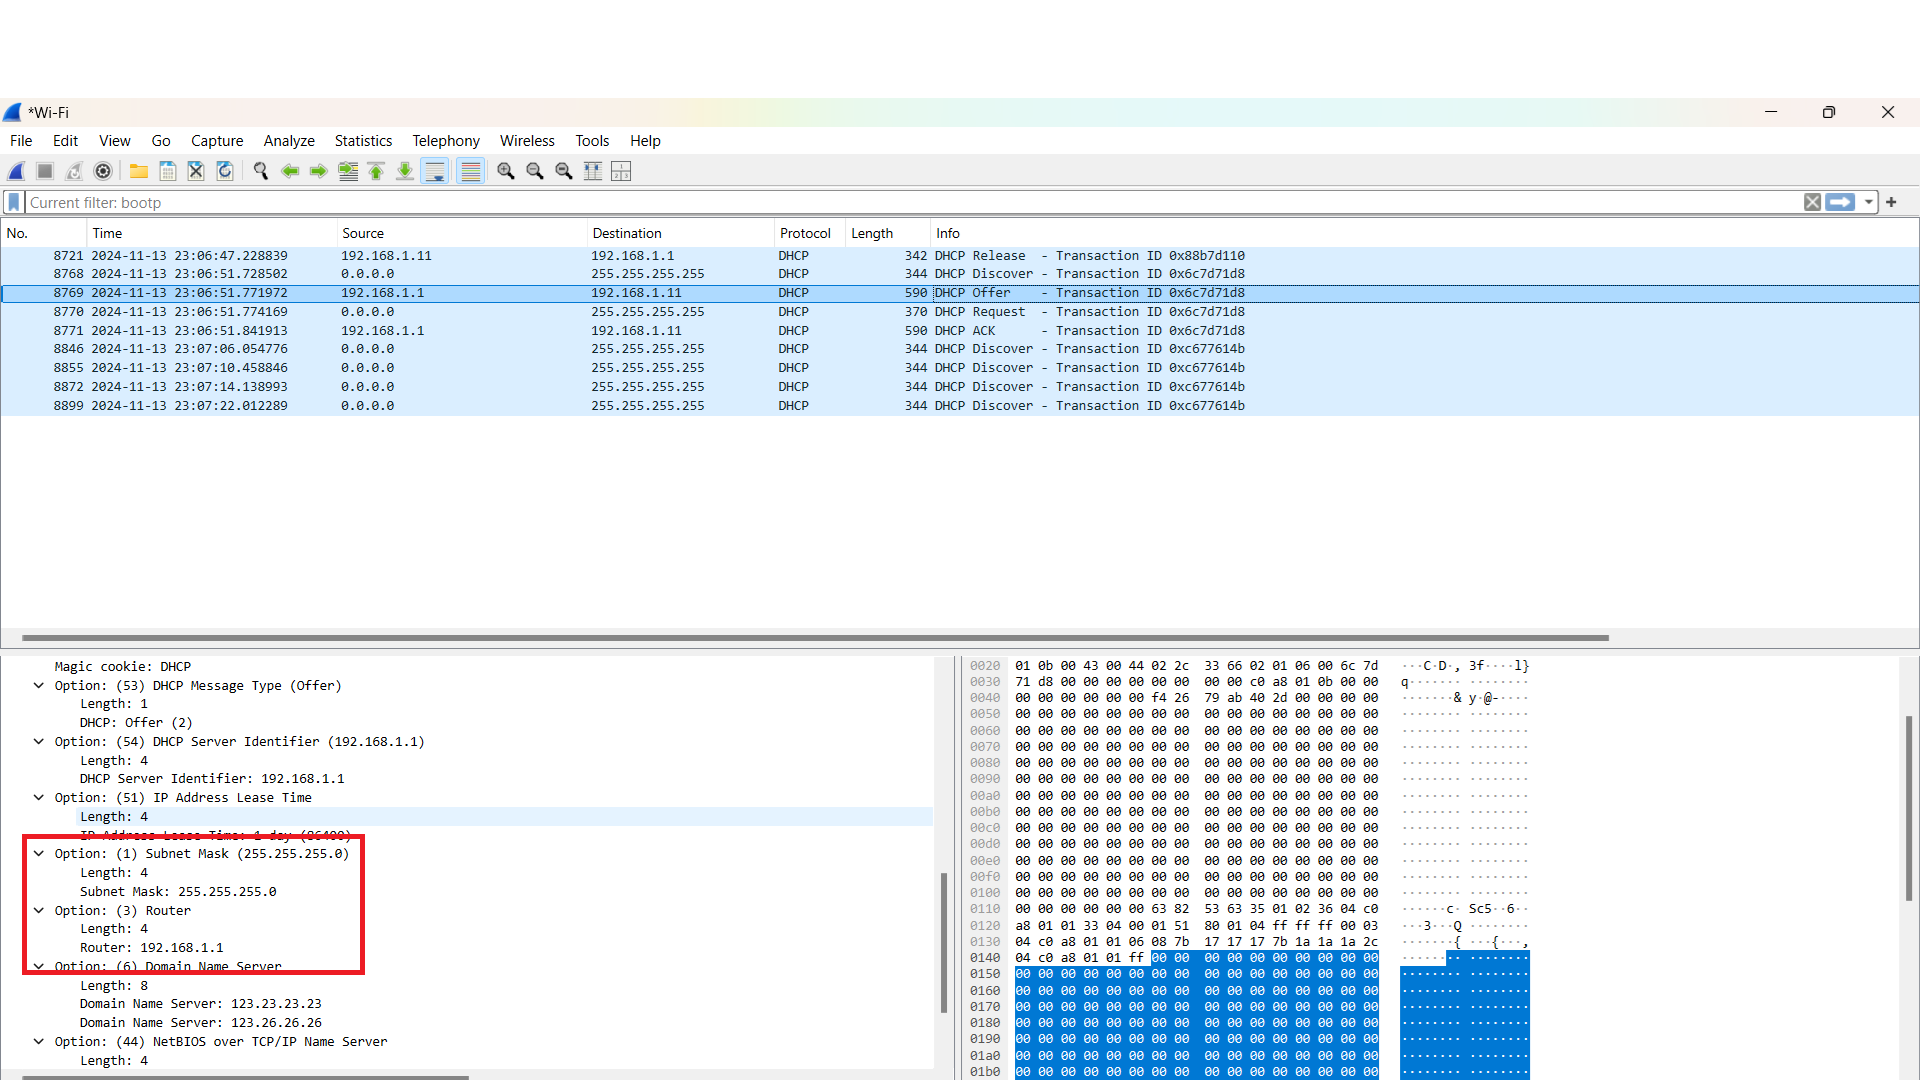 *Wi-Fi
File Edit View Go Capture Analyze Statistics Telephony Wireless Tools Help
Current filter: bootp
No. Time Source Destination Protocol Length Info
8721 2024-11-13 23:06:47.228839 192.168.1.11 192.168.1.1 DHCP 342 DHCP Release - Transaction ID 0x88b7d110
8768 2024-11-13 23:06:51.728502 0.0.0.0 255.255.255.255 DHCP 344 DHCP Discover - Transaction ID 0x6c7d71d8
8769 2024-11-13 23:06:51.771972 192.168.1.1 192.168.1.11 DHCP 590 DHCP Offer - Transaction ID 0x6c7d71d8
8770 2024-11-13 23:06:51.774169 0.0.0.0 255.255.255.255 DHCP 370 DHCP Request - Transaction ID 0x6c7d71d8
8771 2024-11-13 23:06:51.841913 192.168.1.1 192.168.1.11 DHCP 590 DHCP ACK - Transaction ID 0x6c7d71d8
8846 2024-11-13 23:07:06.054776 0.0.0.0 255.255.255.255 DHCP 344 DHCP Discover - Transaction ID 0xc677614b
8855 2024-11-13 23:07:10.458846 0.0.0.0 255.255.255.255 DHCP 344 DHCP Discover - Transaction ID 0xc677614b
8872 2024-11-13 23:07:14.138993 0.0.0.0 255.255.255.255 DHCP 344 DHCP Discover - Transaction ID 0xc677614b
8899 2024-11-13 23:07:22.012289 0.0.0.0 255.255.255.255 DHCP 344 DHCP Discover - Transaction ID 0xc677614b
Magic cookie: DHCP
Option: (53) DHCP Message Type (Offer)
Length: 1
DHCP: Offer (2)
Option: (54) DHCP Server Identifier (192.168.1.1)
Length: 4
DHCP Server Identifier: 192.168.1.1
Option: (51) IP Address Lease Time
Length: 4
IP Address Lease Time: 1 day (86400)
Option: (1) Subnet Mask (255.255.255.0)
Length: 4
Subnet Mask: 255.255.255.0
Option: (3) Router
Length: 4
Router: 192.168.1.1
Option: (6) Domain Name Server
Length: 8
Domain Name Server: 123.23.23.23
Domain Name Server: 123.26.26.26
Option: (44) NetBIOS over TCP/IP Name Server
Length: 4
0020 01 0b 00 43 00 44 02 2c 33 66 02 01 06 00 6c 7d ···C·D·, 3f····l}
0030 71 d8 00 00 00 00 00 00 00 00 c0 a8 01 0b 00 00 q······· ········
0040 00 00 00 00 00 00 f4 26 79 ab 40 2d 00 00 00 00 ·······& y·@-····
0050 00 00 00 00 00 00 00 00 00 00 00 00 00 00 00 00 ········ ········
0060 00 00 00 00 00 00 00 00 00 00 00 00 00 00 00 00 ········ ········
0070 00 00 00 00 00 00 00 00 00 00 00 00 00 00 00 00 ········ ········
0080 00 00 00 00 00 00 00 00 00 00 00 00 00 00 00 00 ········ ········
0090 00 00 00 00 00 00 00 00 00 00 00 00 00 00 00 00 ········ ········
00a0 00 00 00 00 00 00 00 00 00 00 00 00 00 00 00 00 ········ ········
00b0 00 00 00 00 00 00 00 00 00 00 00 00 00 00 00 00 ········ ········
00c0 00 00 00 00 00 00 00 00 00 00 00 00 00 00 00 00 ········ ········
00d0 00 00 00 00 00 00 00 00 00 00 00 00 00 00 00 00 ········ ········
00e0 00 00 00 00 00 00 00 00 00 00 00 00 00 00 00 00 ········ ········
00f0 00 00 00 00 00 00 00 00 00 00 00 00 00 00 00 00 ········ ········
0100 00 00 00 00 00 00 00 00 00 00 00 00 00 00 00 00 ········ ········
0110 00 00 00 00 00 00 63 82 53 63 35 01 02 36 04 c0 ······c· Sc5··6··
0120 a8 01 01 33 04 00 01 51 80 01 04 ff ff ff 00 03 ···3···Q ········
0130 04 c0 a8 01 01 06 08 7b 17 17 17 7b 1a 1a 1a 2c ·······{ ···{···,
0140 04 c0 a8 01 01 ff 00 00 00 00 00 00 00 00 00 00 ········ ········
0150 00 00 00 00 00 00 00 00 00 00 00 00 00 00 00 00 ········ ········
0160 00 00 00 00 00 00 00 00 00 00 00 00 00 00 00 00 ········ ········
0170 00 00 00 00 00 00 00 00 00 00 00 00 00 00 00 00 ········ ········
0180 00 00 00 00 00 00 00 00 00 00 00 00 00 00 00 00 ········ ········
0190 00 00 00 00 00 00 00 00 00 00 00 00 00 00 00 00 ········ ········
01a0 00 00 00 00 00 00 00 00 00 00 00 00 00 00 00 00 ········ ········
01b0 00 00 00 00 00 00 00 00 00 00 00 00 00 00 00 00 ········ ········